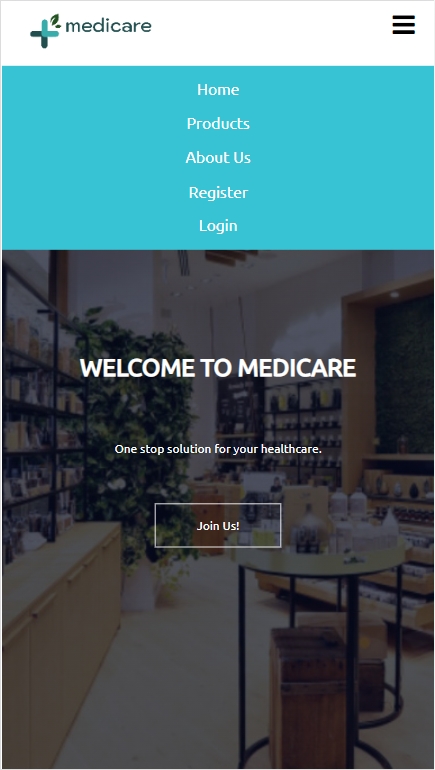 medicare
Home
Products
About Us
Register
Login
WELCOME TO MEDICARE
One stop solution for your healthcare.
Join Us!